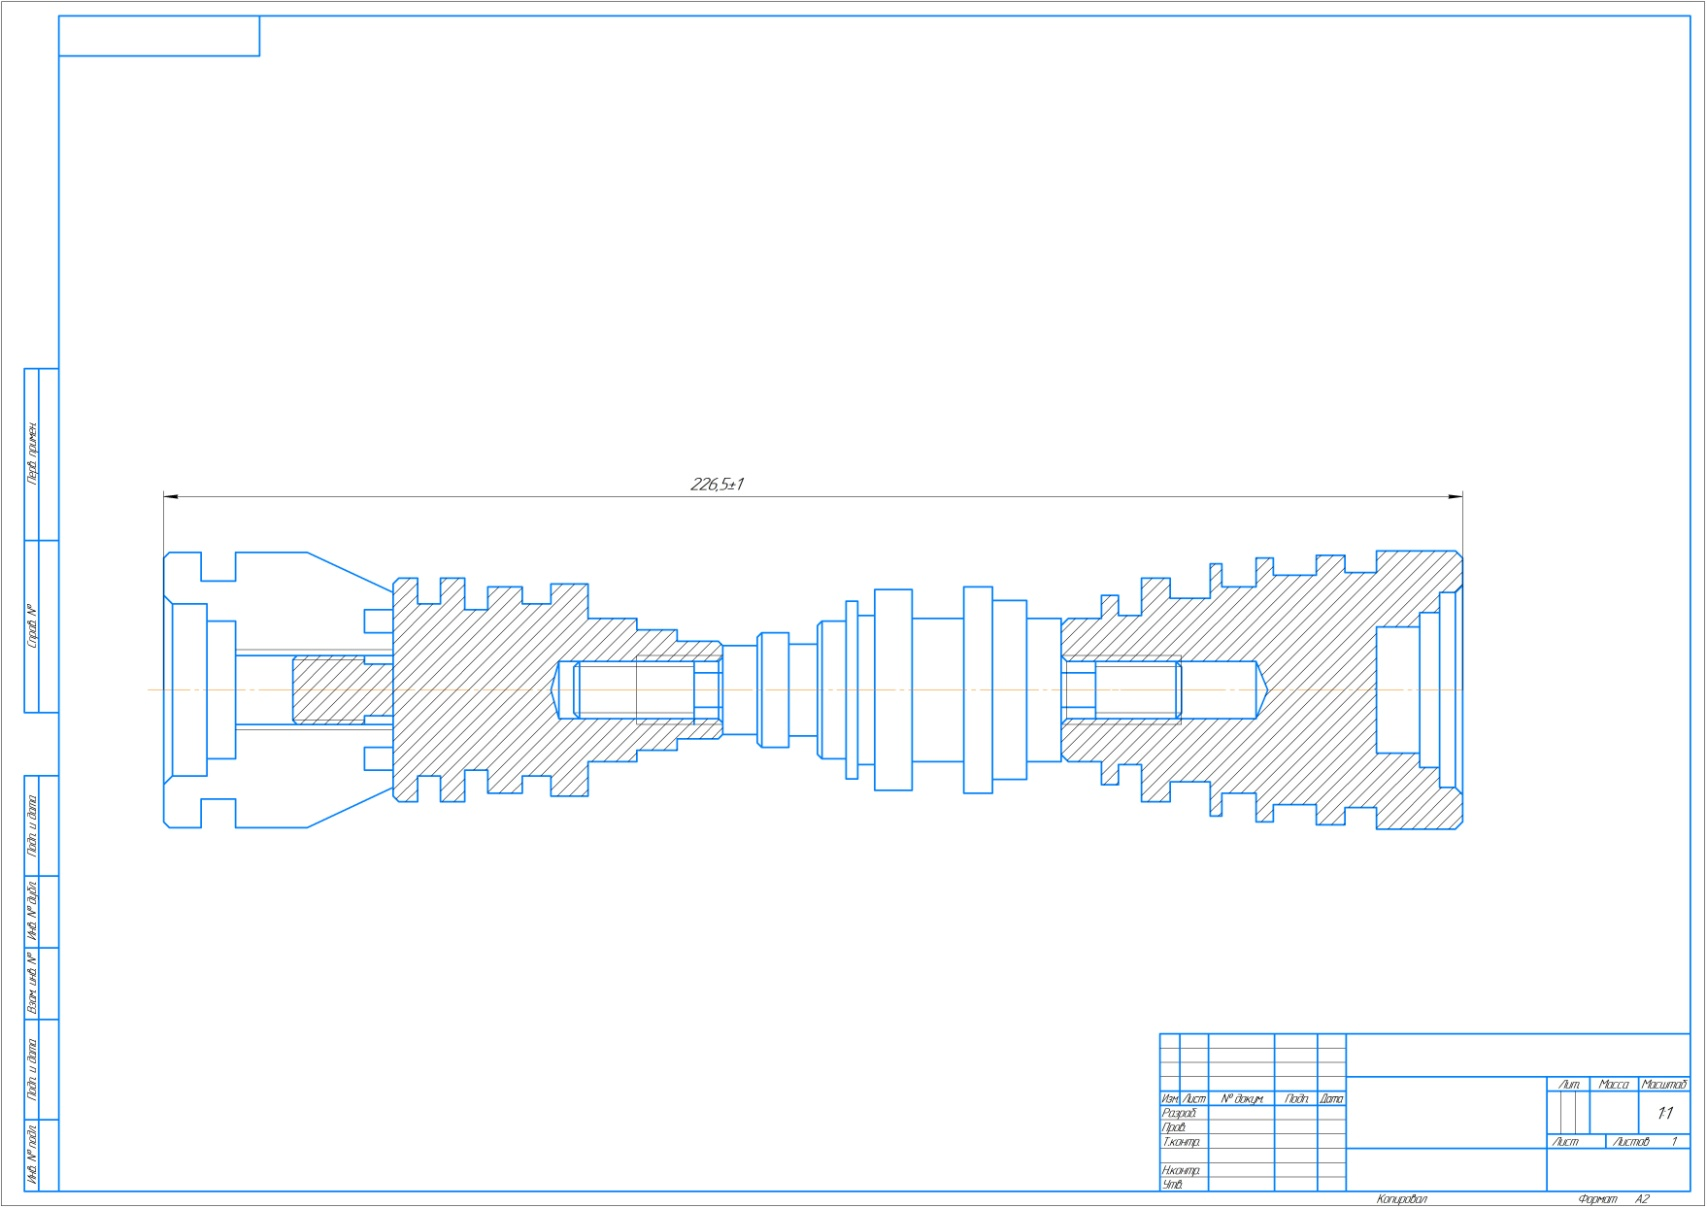 226,5±1
Перв. примен.
Справ. №
Подп. и дата
Инв. № дубл.
Взам. инв. №
Подп. и дата
Инв. № подл.
Лит. Масса Масштаб
Изм. Лист № докум. Подп. Дата
Разраб. 1:1
Пров.
Т.контр. Лист Листов 1
Н.контр.
Утв.
Копировал Формат А2